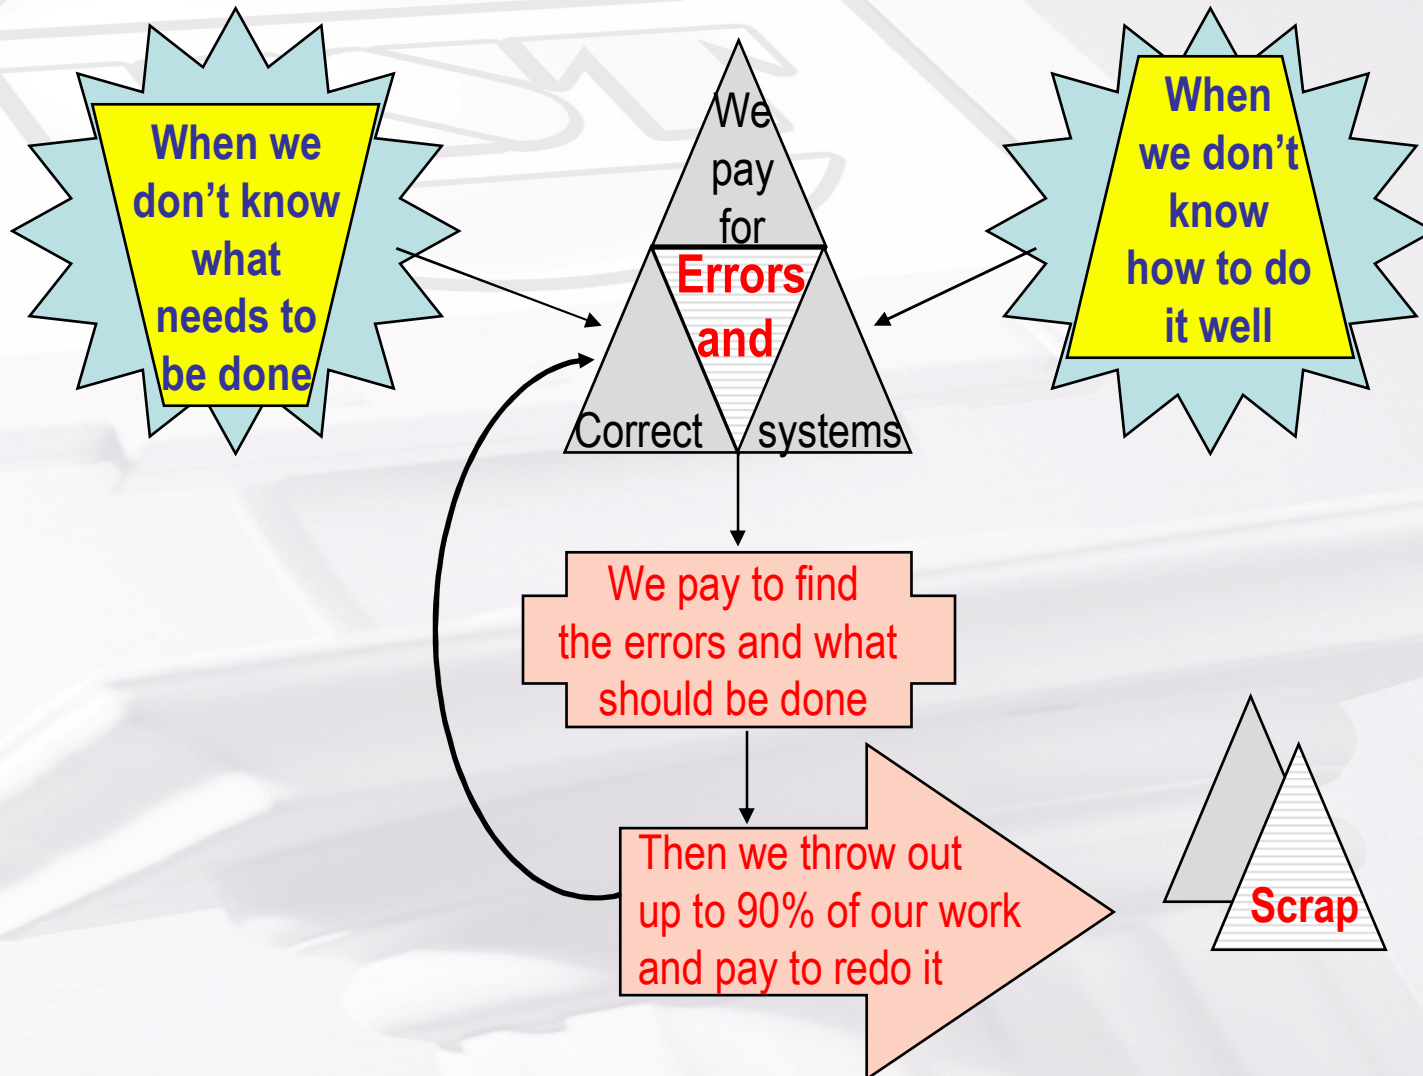 When we
don’t know
what
needs to
be done
We
pay
for
Errors
and
Correct systems
When
we don’t
know
how to do
it well
We pay to find
the errors and what
should be done
Then we throw out
up to 90% of our work
and pay to redo it
Scrap